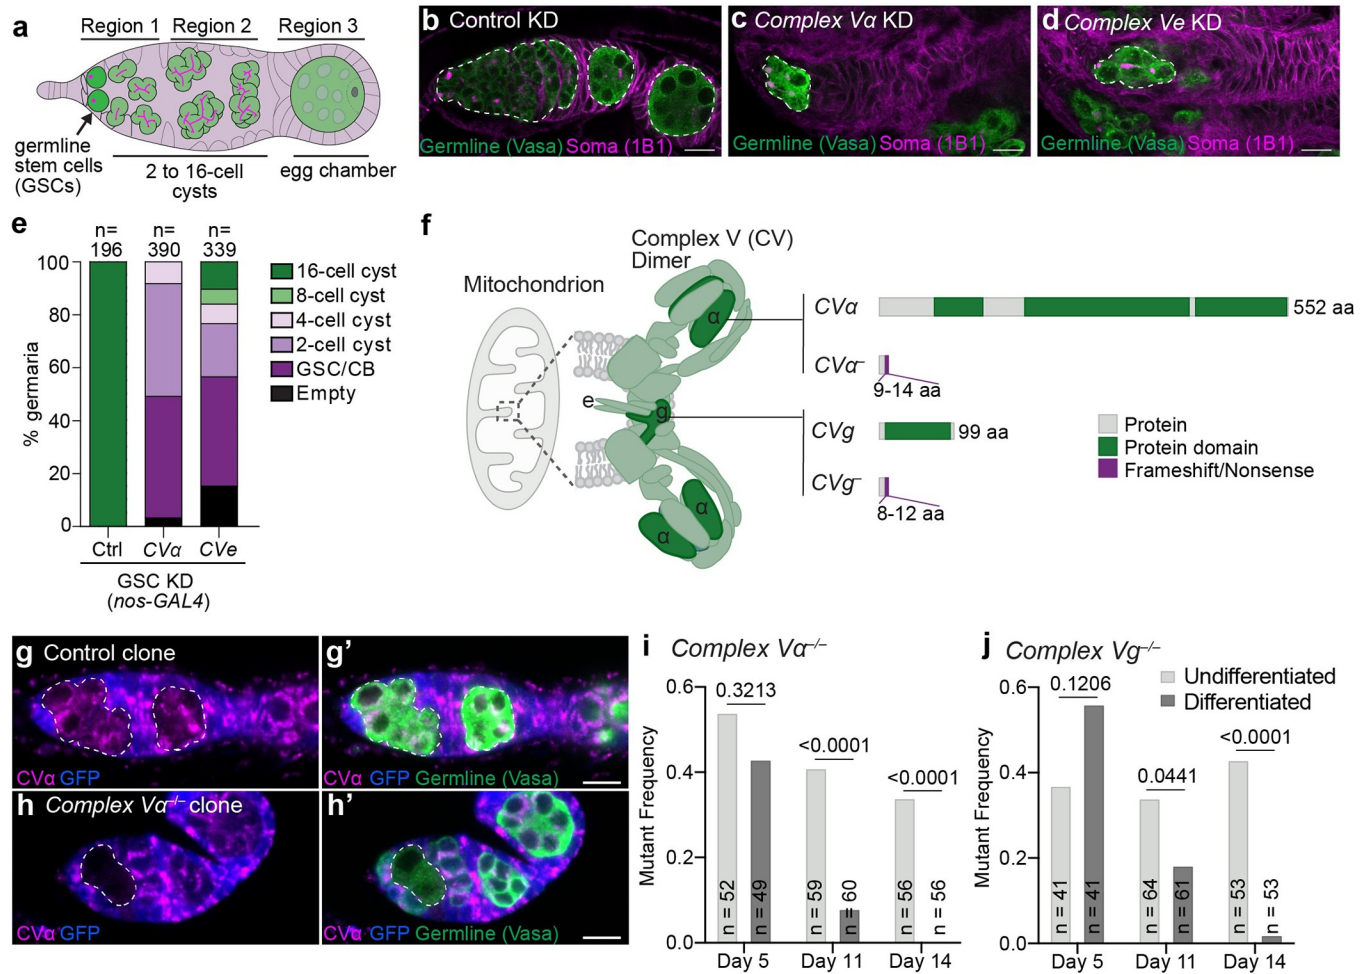 a
Region 1
Region 2
Region 3
germline
stem cells
(GSCs)
2 to 16-cell
cysts
egg chamber
b Control KD
Germline (Vasa) Soma (1B1)
c Complex Vα KD
Germline (Vasa) Soma (1B1)
d Complex Ve KD
Germline (Vasa) Soma (1B1)
e
n=
196
n=
390
n=
339
100
80
60
40
20
0
% germaria
Ctrl
CVα
CVe
GSC KD
(nos-GAL4)
16-cell cyst
8-cell cyst
4-cell cyst
2-cell cyst
GSC/CB
Empty
f
Mitochondrion
Complex V (CV)
Dimer
α
e
g
α
α
CVα
552 aa
CVα–
9-14 aa
CVg
99 aa
CVg–
8-12 aa
Protein
Protein domain
Frameshift/Nonsense
g Control clone
CVα GFP
g’
CVα GFP Germline (Vasa)
h Complex Vα–/– clone
CVα GFP
h’
CVα GFP Germline (Vasa)
i Complex Vα–/–
Mutant Frequency
0.6
0.4
0.2
0.0
0.3213
<0.0001
<0.0001
n = 52
n = 49
n = 59
n = 60
n = 56
n = 56
Day 5
Day 11
Day 14
j Complex Vg–/–
Undifferentiated
Differentiated
Mutant Frequency
0.6
0.4
0.2
0.0
0.1206
0.0441
<0.0001
n = 41
n = 41
n = 64
n = 61
n = 53
n = 53
Day 5
Day 11
Day 14